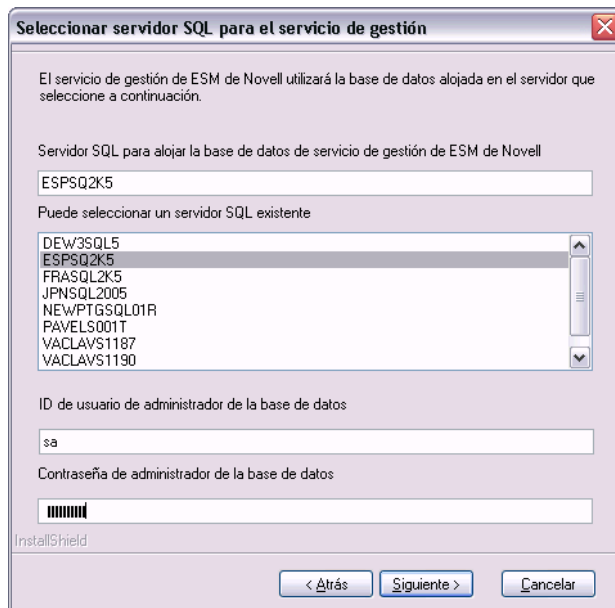 Seleccionar servidor SQL para el servicio de gestión
El servicio de gestión de ESM de Novell utilizará la base de datos alojada en el servidor que
seleccione a continuación.
Servidor SQL para alojar la base de datos de servicio de gestión de ESM de Novell
ESPSQ2K5
Puede seleccionar un servidor SQL existente
DEW3SQL5
ESPSQ2K5
FRASQL2K5
JPNSQL2005
NEWPTGSQL01R
PAVELS001T
VACLAVS1187
VACLAVS1190
ID de usuario de administrador de la base de datos
sa
Contraseña de administrador de la base de datos
InstallShield
< Atrás Siguiente > Cancelar